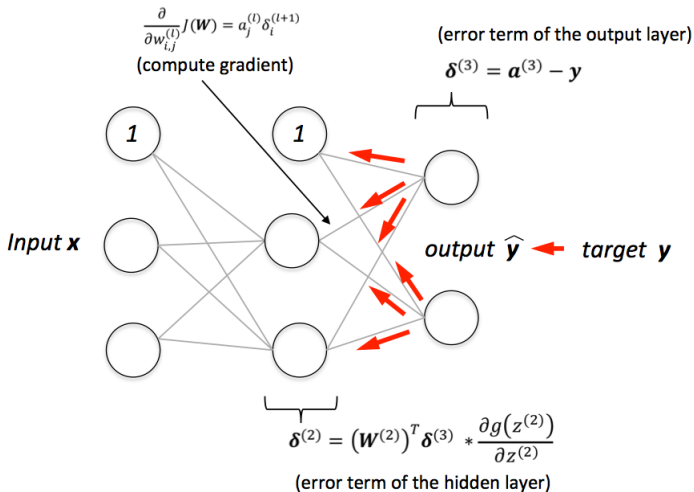 ∂/∂w_{i,j}^{(l)} J(W) = a_j^{(l)} δ_i^{(l+1)}
(compute gradient)
(error term of the output layer)
δ^{(3)} = a^{(3)} − y
1
1
Input x
output ŷ
target y
δ^{(2)} = (W^{(2)})^T δ^{(3)} * ∂g(z^{(2)})/∂z^{(2)}
(error term of the hidden layer)